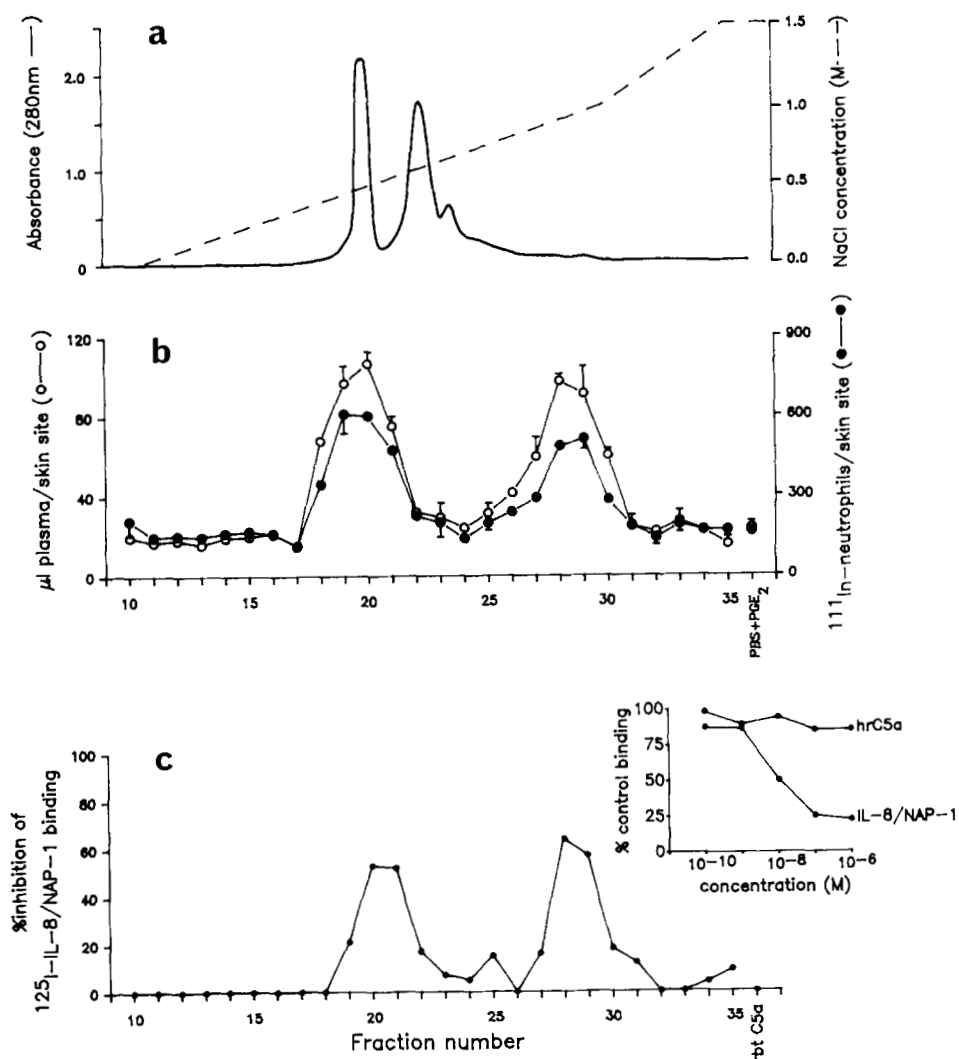 a
Absorbance (280nm ——)
2.0
1.0
0
NaCl concentration (M----)
1.5
1.0
0.5
0.0
b
µl plasma/skin site (o—o)
120
80
40
0
111In-neutrophils/skin site (●—●)
900
600
300
0
10
15
20
25
30
35
PBS+PGE2
c
%inhibition of
125I-IL-8/NAP-1 binding
100
80
60
40
20
0
10
15
20
25
30
35
rbt C5a
Fraction number
% control binding
100
75
50
25
0
hrC5a
IL-8/NAP-1
10-10
10-8
10-6
concentration (M)